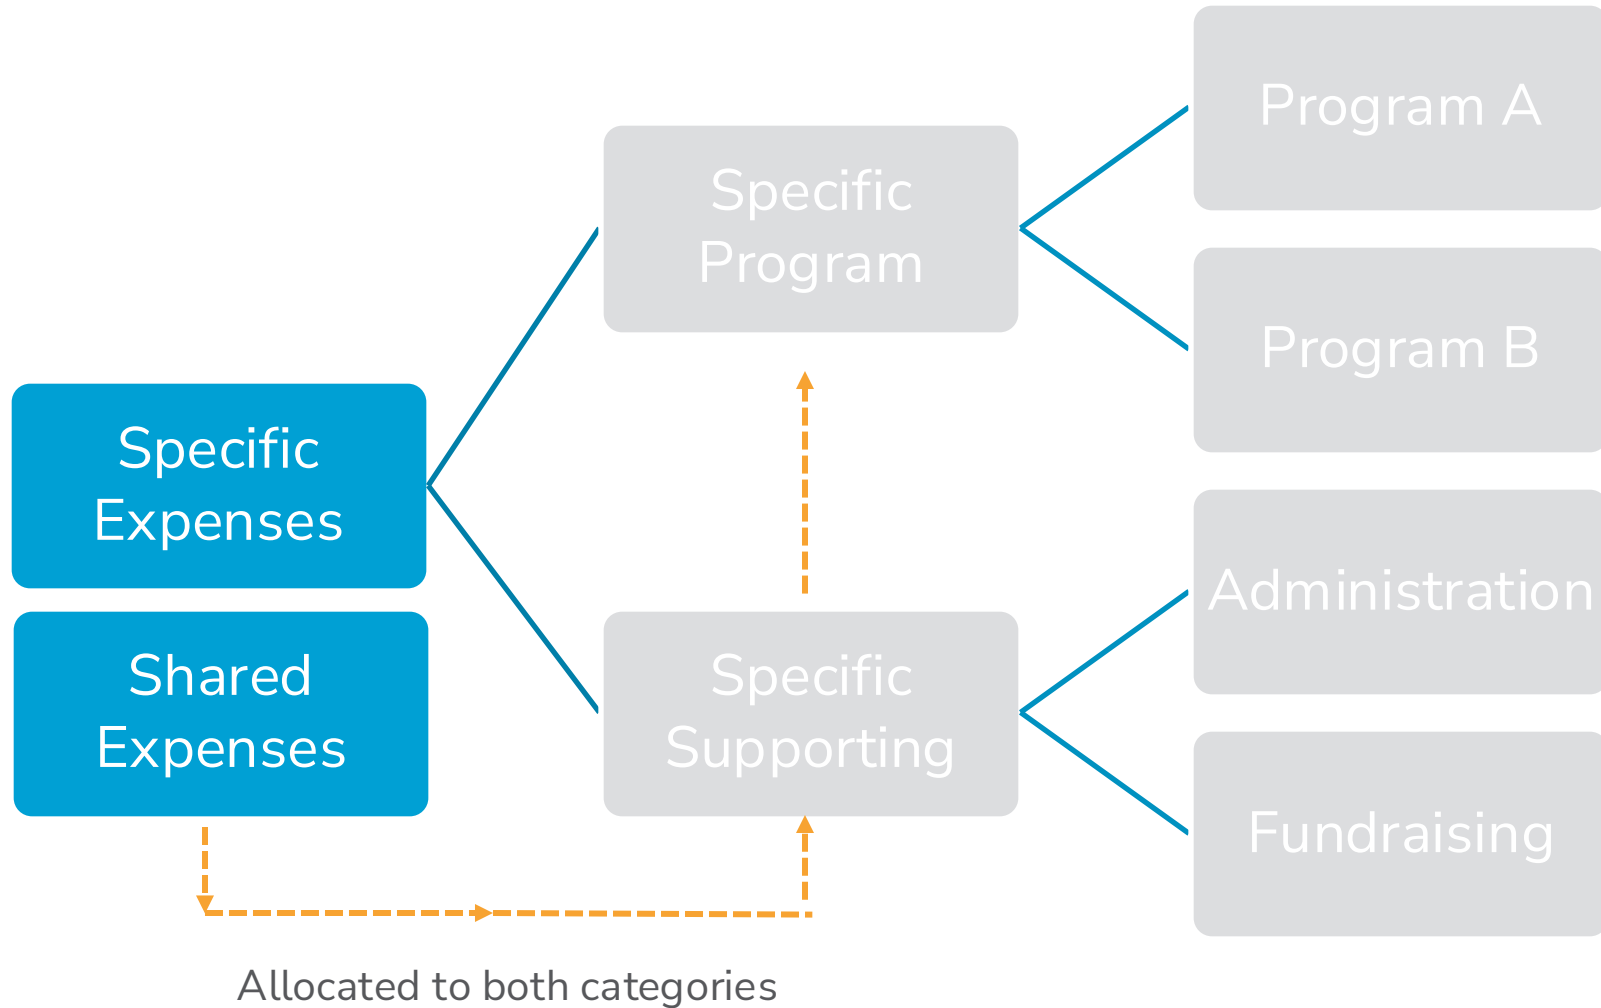 Specific
Expenses
Shared
Expenses
Specific
Program
Specific
Supporting
Program A
Program B
Administration
Fundraising
Allocated to both categories